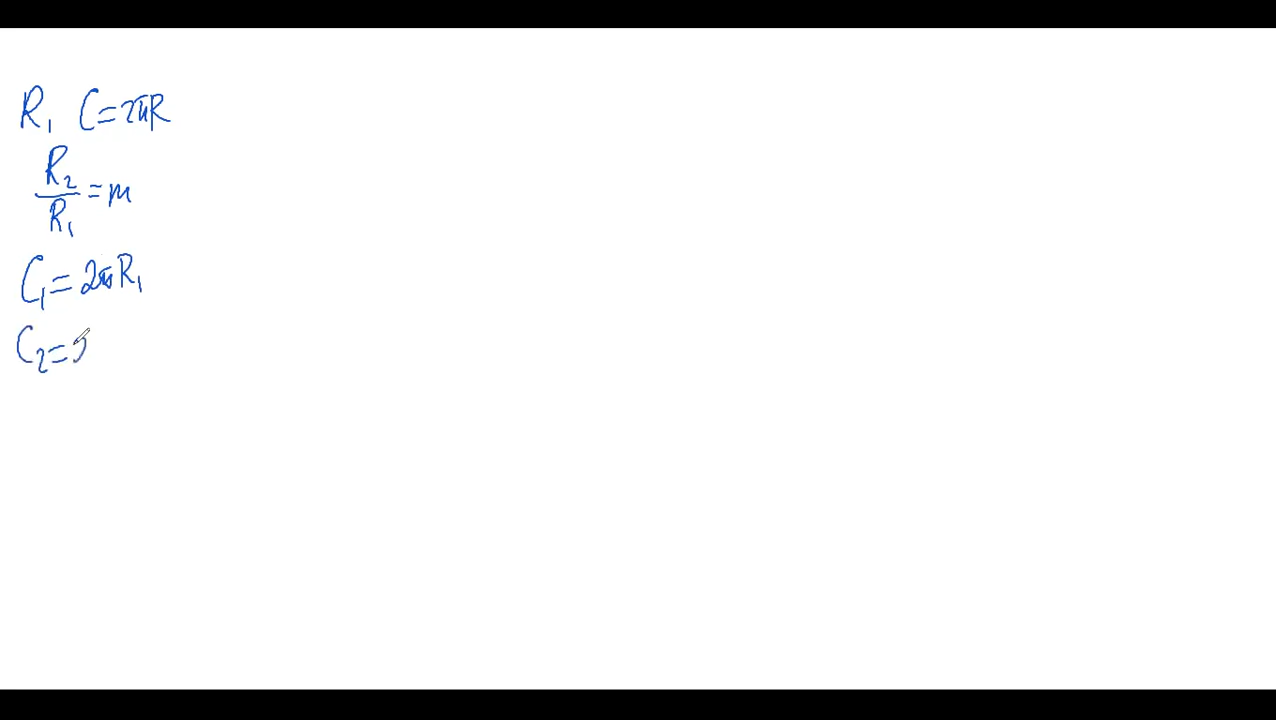 R₁ C=2πR
R₂/R₁ = m
C₁ = 2πR₁
C₂ =